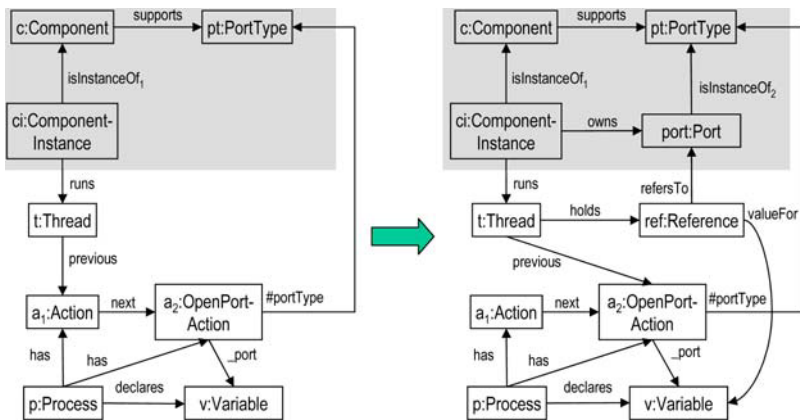 c:Component
supports
pt:PortType
isInstanceOf1
ci:Component-
Instance
runs
t:Thread
previous
a1:Action
next
a2:OpenPort-
Action
#portType
has
has
_port
p:Process
declares
v:Variable
c:Component
supports
pt:PortType
isInstanceOf1
isInstanceOf2
ci:Component-
Instance
owns
port:Port
runs
refersTo
t:Thread
holds
ref:Reference
valueFor
previous
a1:Action
next
a2:OpenPort-
Action
#portType
has
has
_port
p:Process
declares
v:Variable